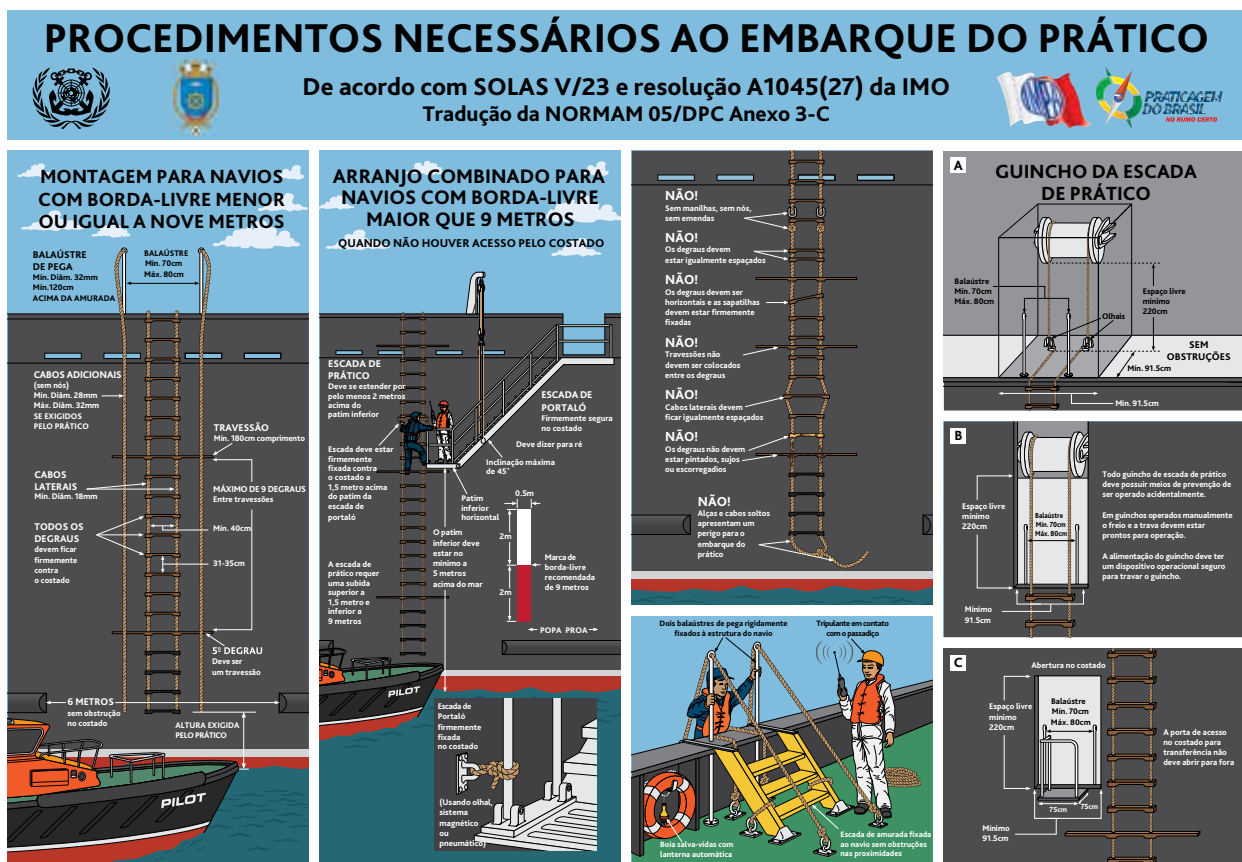 PROCEDIMENTOS NECESSÁRIOS AO EMBARQUE DO PRÁTICO
De acordo com SOLAS V/23 e resolução A1045(27) da IMO
Tradução da NORMAM 05/DPC Anexo 3-C
PRATICAGEM
DO BRASIL
NO RUMO CERTO
MONTAGEM PARA NAVIOS
COM BORDA-LIVRE MENOR
OU IGUAL A NOVE METROS
BALAÚSTRE
DE PEGA
Mín. Diâm. 32mm
Mín.120cm
ACIMA DA AMURADA
BALAÚSTRE
Mín. 70cm
Máx. 80cm
CABOS ADICIONAIS
(sem nós)
Mín. Diâm. 28mm
Máx. Diâm. 32mm
SE EXIGIDOS
PELO PRÁTICO
TRAVESSÃO
Mín. 180cm comprimento
CABOS
LATERAIS
Mín. Diâm. 18mm
MÁXIMO DE 9 DEGRAUS
Entre travessões
TODOS OS
DEGRAUS
devem ficar
firmemente
contra
o costado
Mín. 40cm
31-35cm
5º DEGRAU
Deve ser
um travessão
6 METROS
sem obstrução
no costado
ALTURA EXIGIDA
PELO PRÁTICO
PILOT
ARRANJO COMBINADO PARA
NAVIOS COM BORDA-LIVRE
MAIOR QUE 9 METROS
QUANDO NÃO HOUVER ACESSO PELO COSTADO
ESCADA DE
PRÁTICO
Deve se estender por
pelo menos 2 metros
acima do
patim inferior
ESCADA DE
PORTALÓ
Firmemente segura
no costado
Deve dizer para ré
Escada deve estar
firmemente
fixada contra
o costado a
1,5 metro acima
do patim da
escada de
portaló
Inclinação máxima
de 45°
Patim
inferior
horizontal
0.5m
2m
2m
O patim
inferior deve
estar no
mínimo a
5 metros
acima do mar
Marca de
borda-livre
recomendada
de 9 metros
A escada de
prático requer
uma subida
superior a
1,5 metro e
inferior a
9 metros
POPA PROA
PILOT
Escada de
Portaló
firmemente
fixada
no costado
(Usando olhal,
sistema
magnético
ou
pneumático)
NÃO!
Sem manilhas, sem nós,
sem emendas
NÃO!
Os degraus devem
estar igualmente espaçados
NÃO!
Os degraus devem ser
horizontais e as sapatilhas
devem estar firmemente
fixadas
NÃO!
Travessões não
devem ser colocados
entre os degraus
NÃO!
Cabos laterais devem
ficar igualmente espaçados
NÃO!
Os degraus não devem
estar pintados, sujos
ou escorregados
NÃO!
Alças e cabos soltos
apresentam um
perigo para o
embarque do
prático
Dois balaústres de pega rigidamente
fixados à estrutura do navio
Tripulante em contato
com o passadiço
Boia salva-vidas com
lanterna automática
Escada de amurada fixada
ao navio sem obstruções
nas proximidades
A
GUINCHO DA ESCADA
DE PRÁTICO
Balaústre
Mín. 70cm
Máx. 80cm
Espaço livre
mínimo
220cm
Olhais
SEM
OBSTRUÇÕES
Mín. 91.5cm
Mín. 91.5cm
B
Espaço livre
mínimo
220cm
Balaústre
Mín. 70cm
Máx. 80cm
Mínimo
91.5cm
Todo guincho de escada de prático
deve possuir meios de prevenção de
ser operado acidentalmente.
Em guinchos operados manualmente
o freio e a trava devem estar
prontos para operação.
A alimentação do guincho deve ter
um dispositivo operacional seguro
para travar o guincho.
C
Abertura no costado
Espaço livre
mínimo
220cm
Balaústre
Mín. 70cm
Máx. 80cm
A porta de acesso
no costado para
transferência não
deve abrir para fora
75cm
75cm
Mínimo
91.5cm